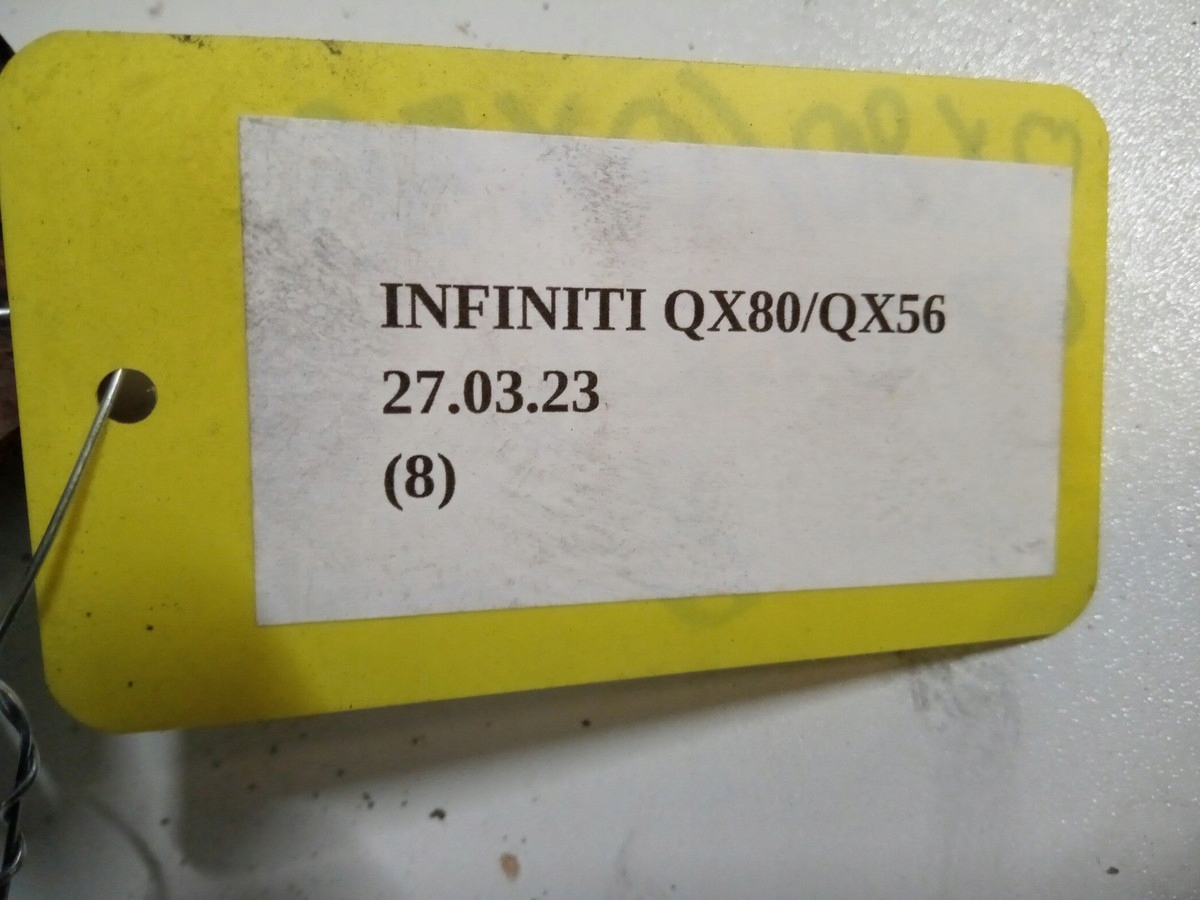 INFINITI QX80/QX56
27.03.23
(8)